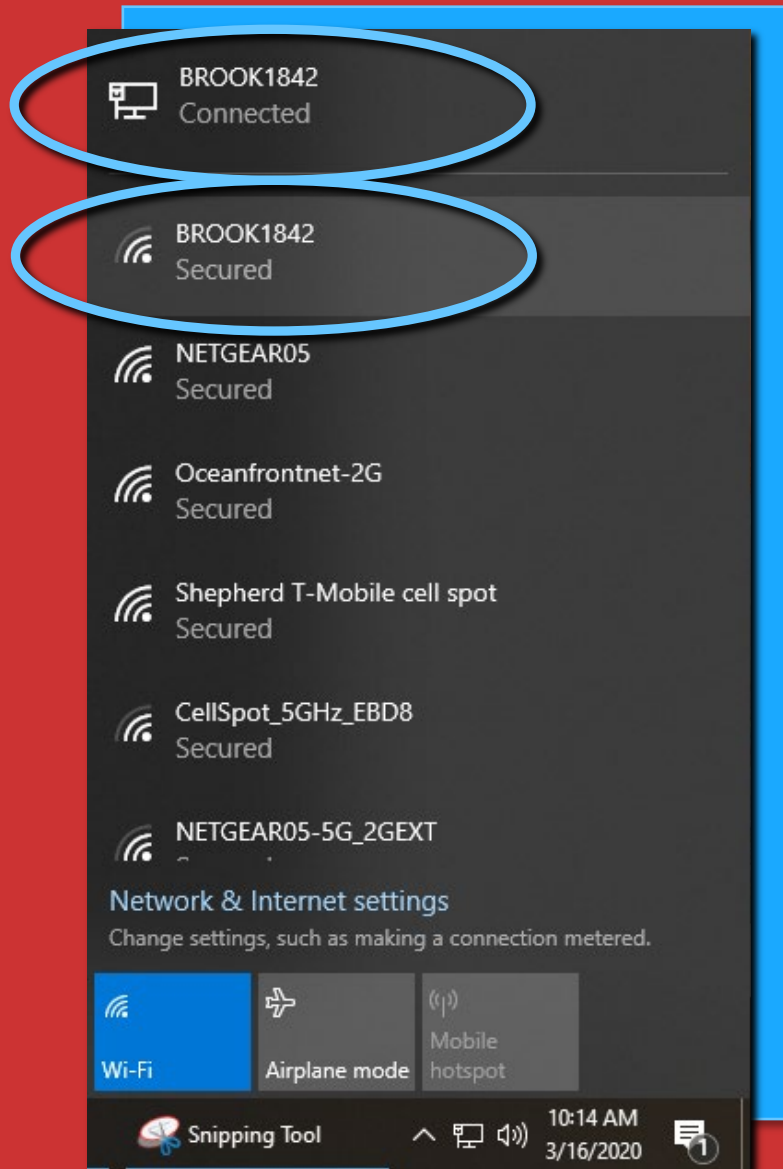 BROOK1842
Connected
BROOK1842
Secured
NETGEAR05
Secured
Oceanfrontnet-2G
Secured
Shepherd T-Mobile cell spot
Secured
CellSpot_5GHz_EBD8
Secured
NETGEAR05-5G_2GEXT
Network & Internet settings
Change settings, such as making a connection metered.
Wi-Fi
Airplane mode
Mobile
hotspot
Snipping Tool
10:14 AM
3/16/2020
1